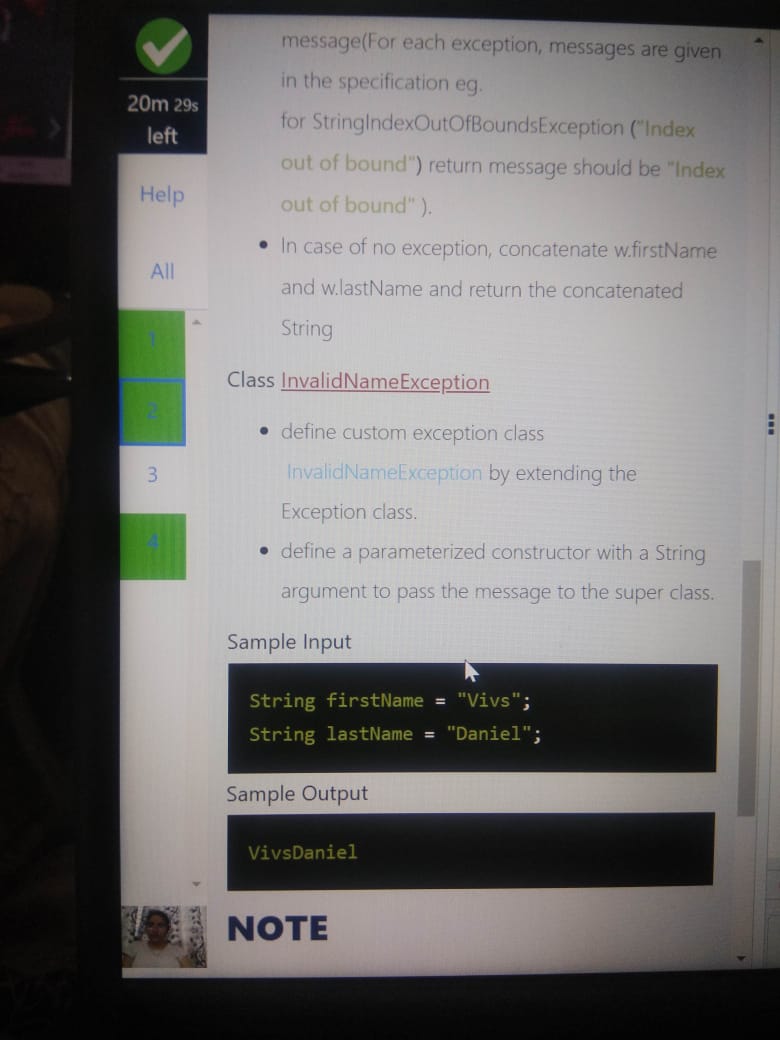 20m 29s
left
Help
All
1
2
3
4
message(For each exception, messages are given
in the specification eg.
for StringIndexOutOfBoundsException ("Index
out of bound") return message should be "Index
out of bound" ).
• In case of no exception, concatenate w.firstName
and w.lastName and return the concatenated
String
Class InvalidNameException
• define custom exception class
InvalidNameException by extending the
Exception class.
• define a parameterized constructor with a String
argument to pass the message to the super class.
Sample Input
String firstName = "Vivs";
String lastName = "Daniel";
Sample Output
VivsDaniel
NOTE